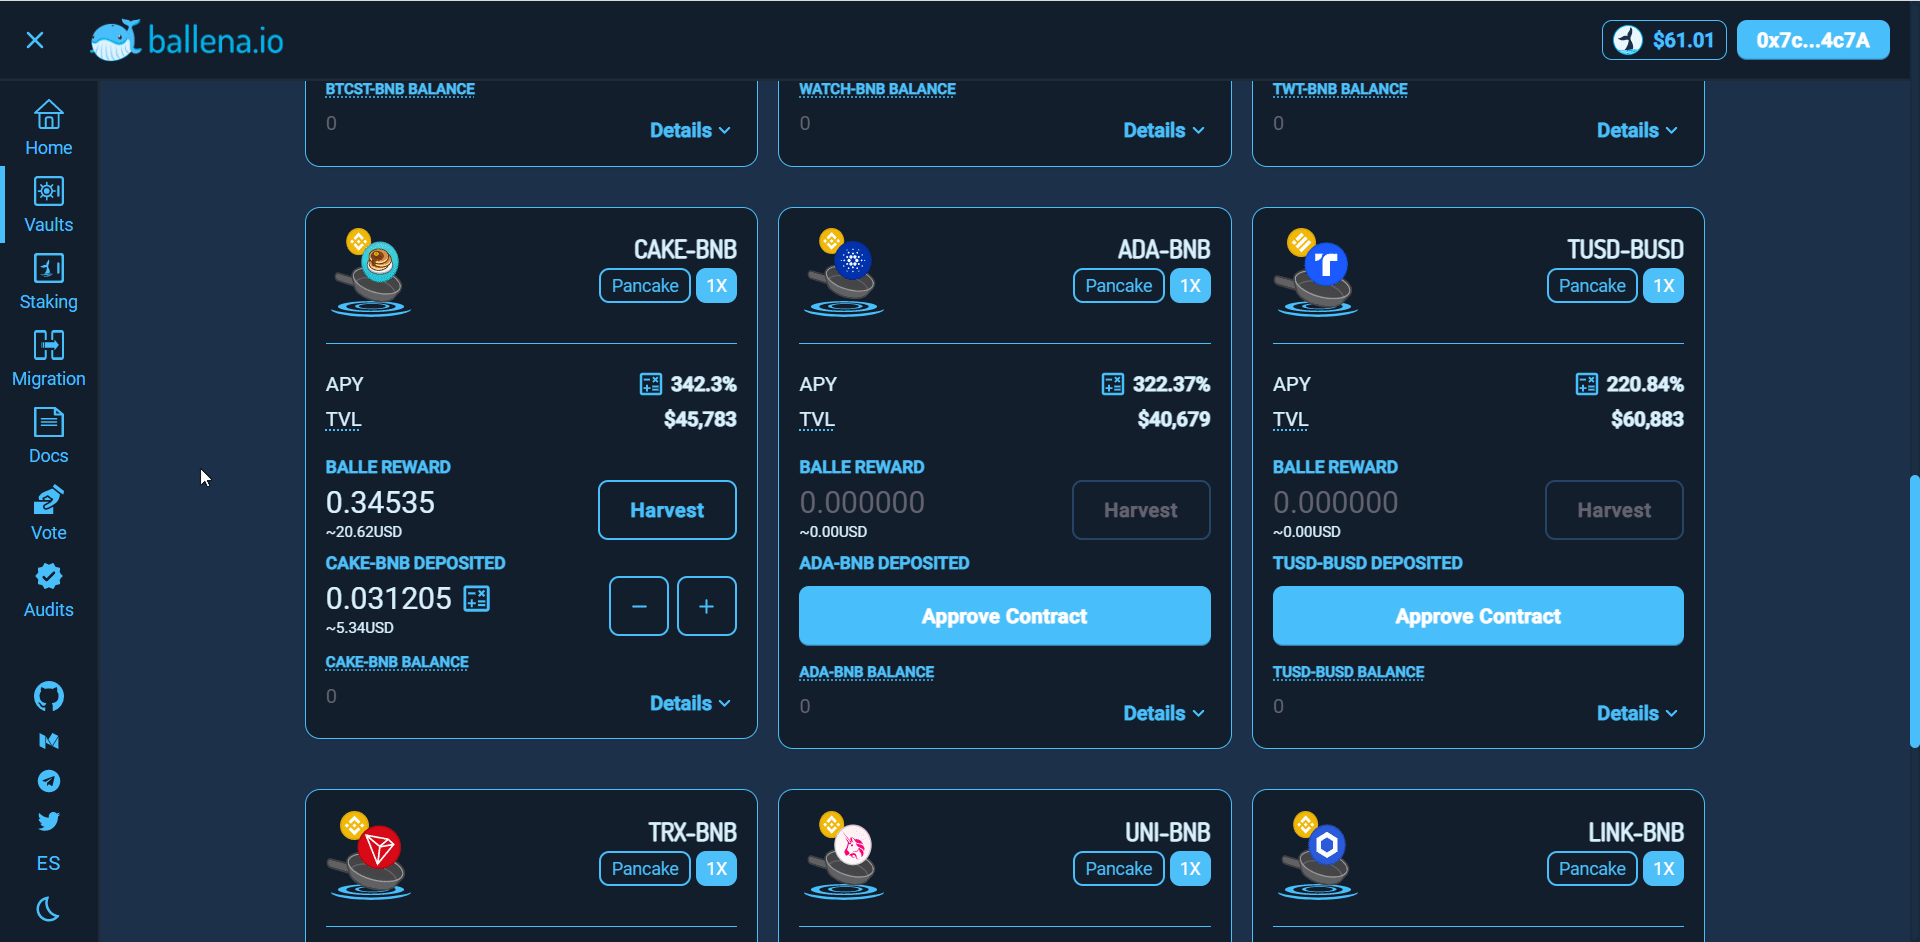 ballena.io
$61.01
0x7c...4c7A
Home
Vaults
Staking
Migration
Docs
Vote
Audits
ES
BTCST-BNB BALANCE
0
Details
WATCH-BNB BALANCE
0
Details
TWT-BNB BALANCE
0
Details
CAKE-BNB
Pancake 1X
APY 342.3%
TVL $45,783
BALLE REWARD
0.34535
~20.62USD
Harvest
CAKE-BNB DEPOSITED
0.031205
~5.34USD
− +
CAKE-BNB BALANCE
0
Details
ADA-BNB
Pancake 1X
APY 322.37%
TVL $40,679
BALLE REWARD
0.000000
~0.00USD
Harvest
ADA-BNB DEPOSITED
Approve Contract
ADA-BNB BALANCE
0
Details
TUSD-BUSD
Pancake 1X
APY 220.84%
TVL $60,883
BALLE REWARD
0.000000
~0.00USD
Harvest
TUSD-BUSD DEPOSITED
Approve Contract
TUSD-BUSD BALANCE
0
Details
TRX-BNB
Pancake 1X
UNI-BNB
Pancake 1X
LINK-BNB
Pancake 1X